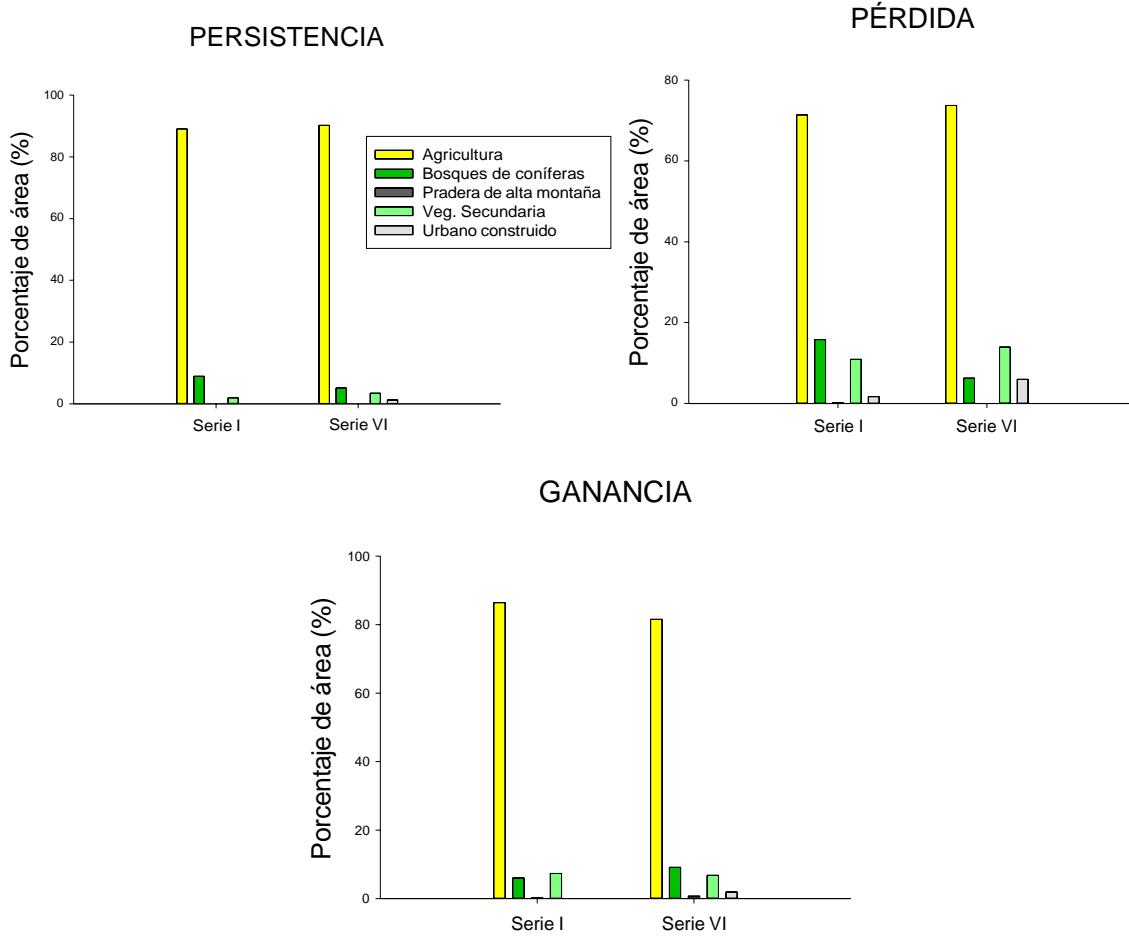 PERSISTENCIA
Porcentaje de área (%)
100
80
60
40
20
0
Serie I
Serie VI
Agricultura
Bosques de coníferas
Pradera de alta montaña
Veg. Secundaria
Urbano construido
PÉRDIDA
Porcentaje de área (%)
80
60
40
20
0
Serie I
Serie VI
GANANCIA
Porcentaje de área (%)
100
80
60
40
20
0
Serie I
Serie VI